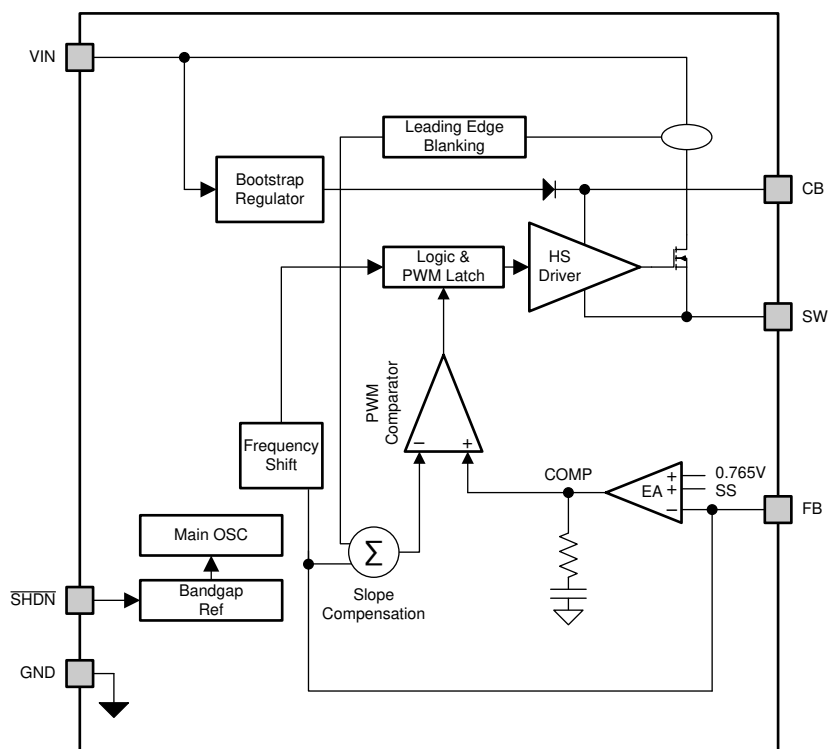 VIN
Leading Edge
Blanking
Bootstrap
Regulator
CB
Logic &
PWM Latch
HS
Driver
SW
PWM
Comparator
−
+
Frequency
Shift
COMP
EA
+
+
−
0.765V
SS
FB
Main OSC
Σ
SHDN
Bandgap
Ref
Slope
Compensation
GND